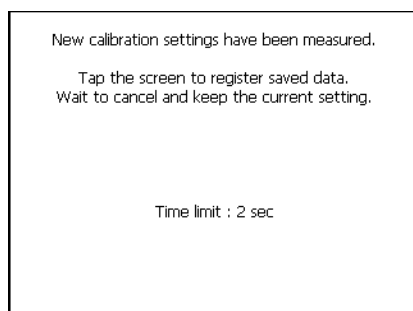 New calibration settings have been measured.
Tap the screen to register saved data.
Wait to cancel and keep the current setting.
Time limit : 2 sec